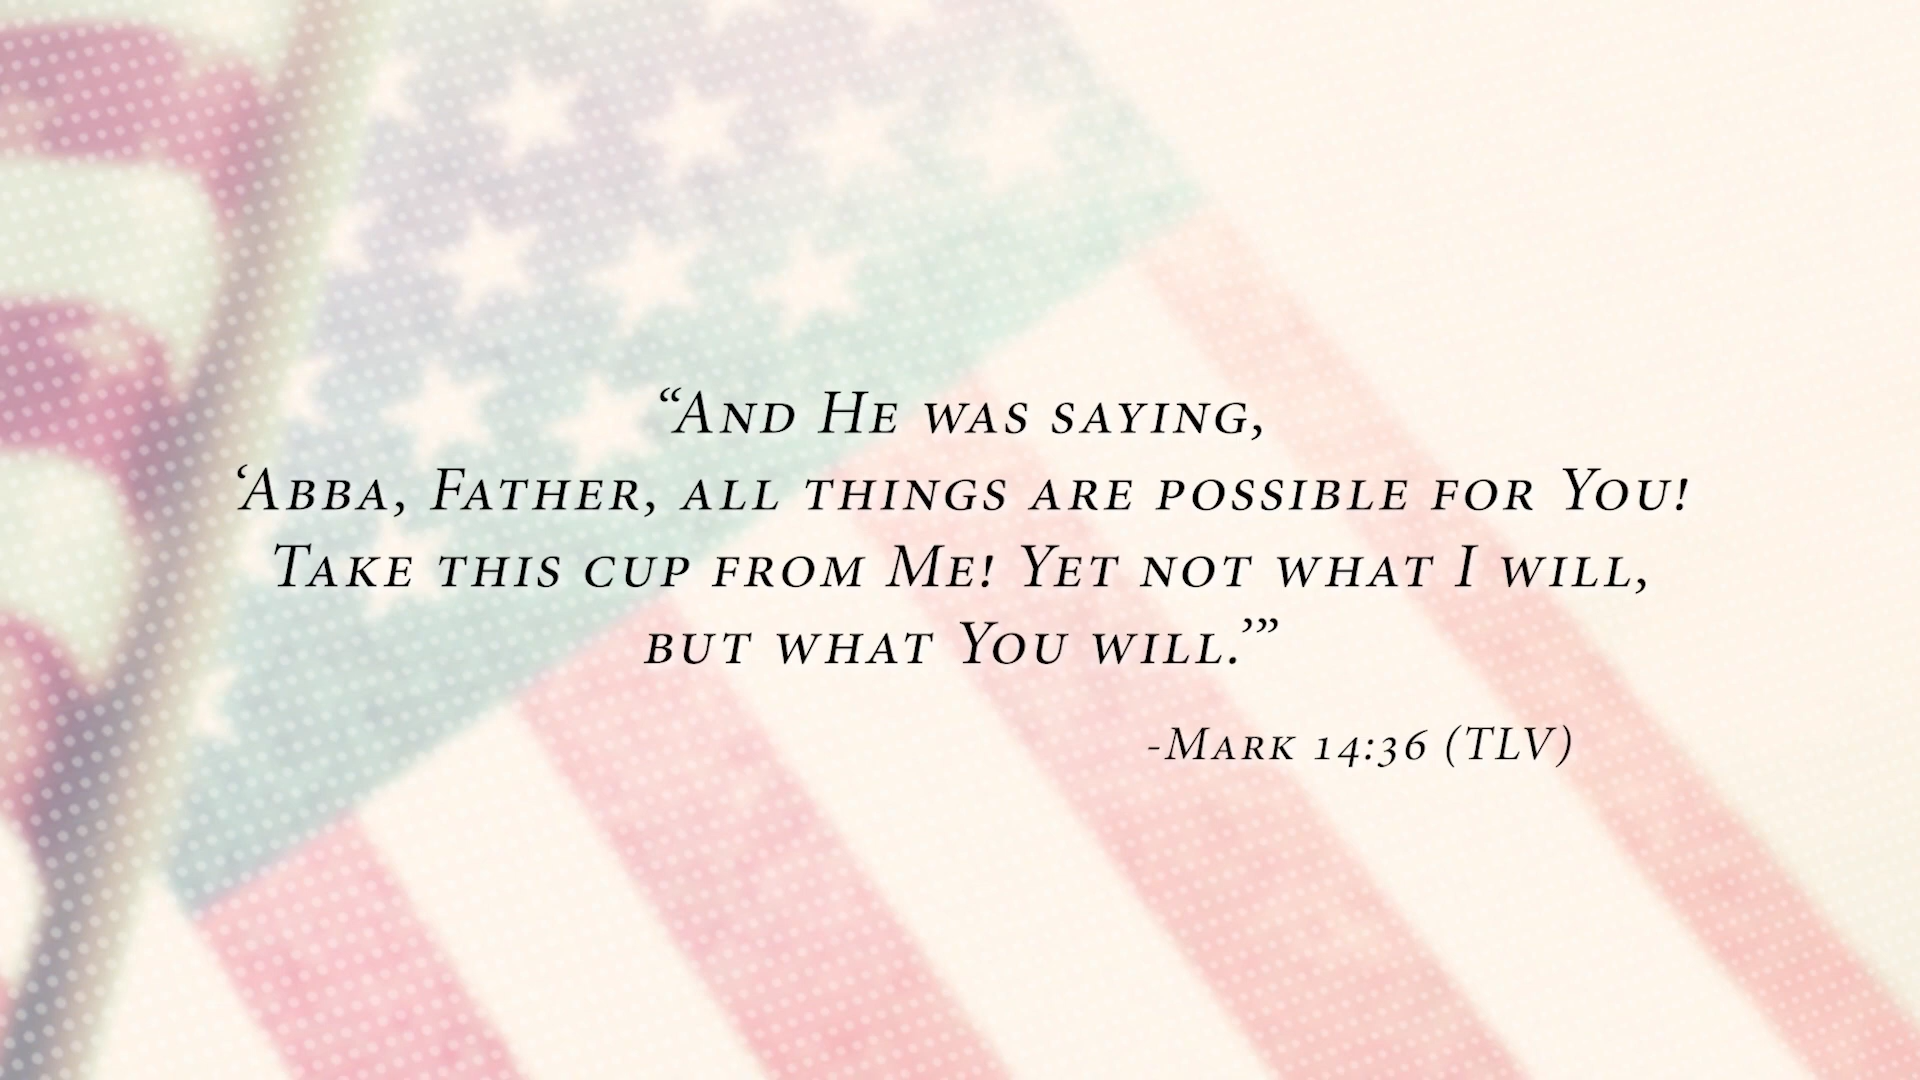 “And He was saying,
‘Abba, Father, all things are possible for You!
Take this cup from Me! Yet not what I will,
but what You will.’”
-Mark 14:36 (TLV)